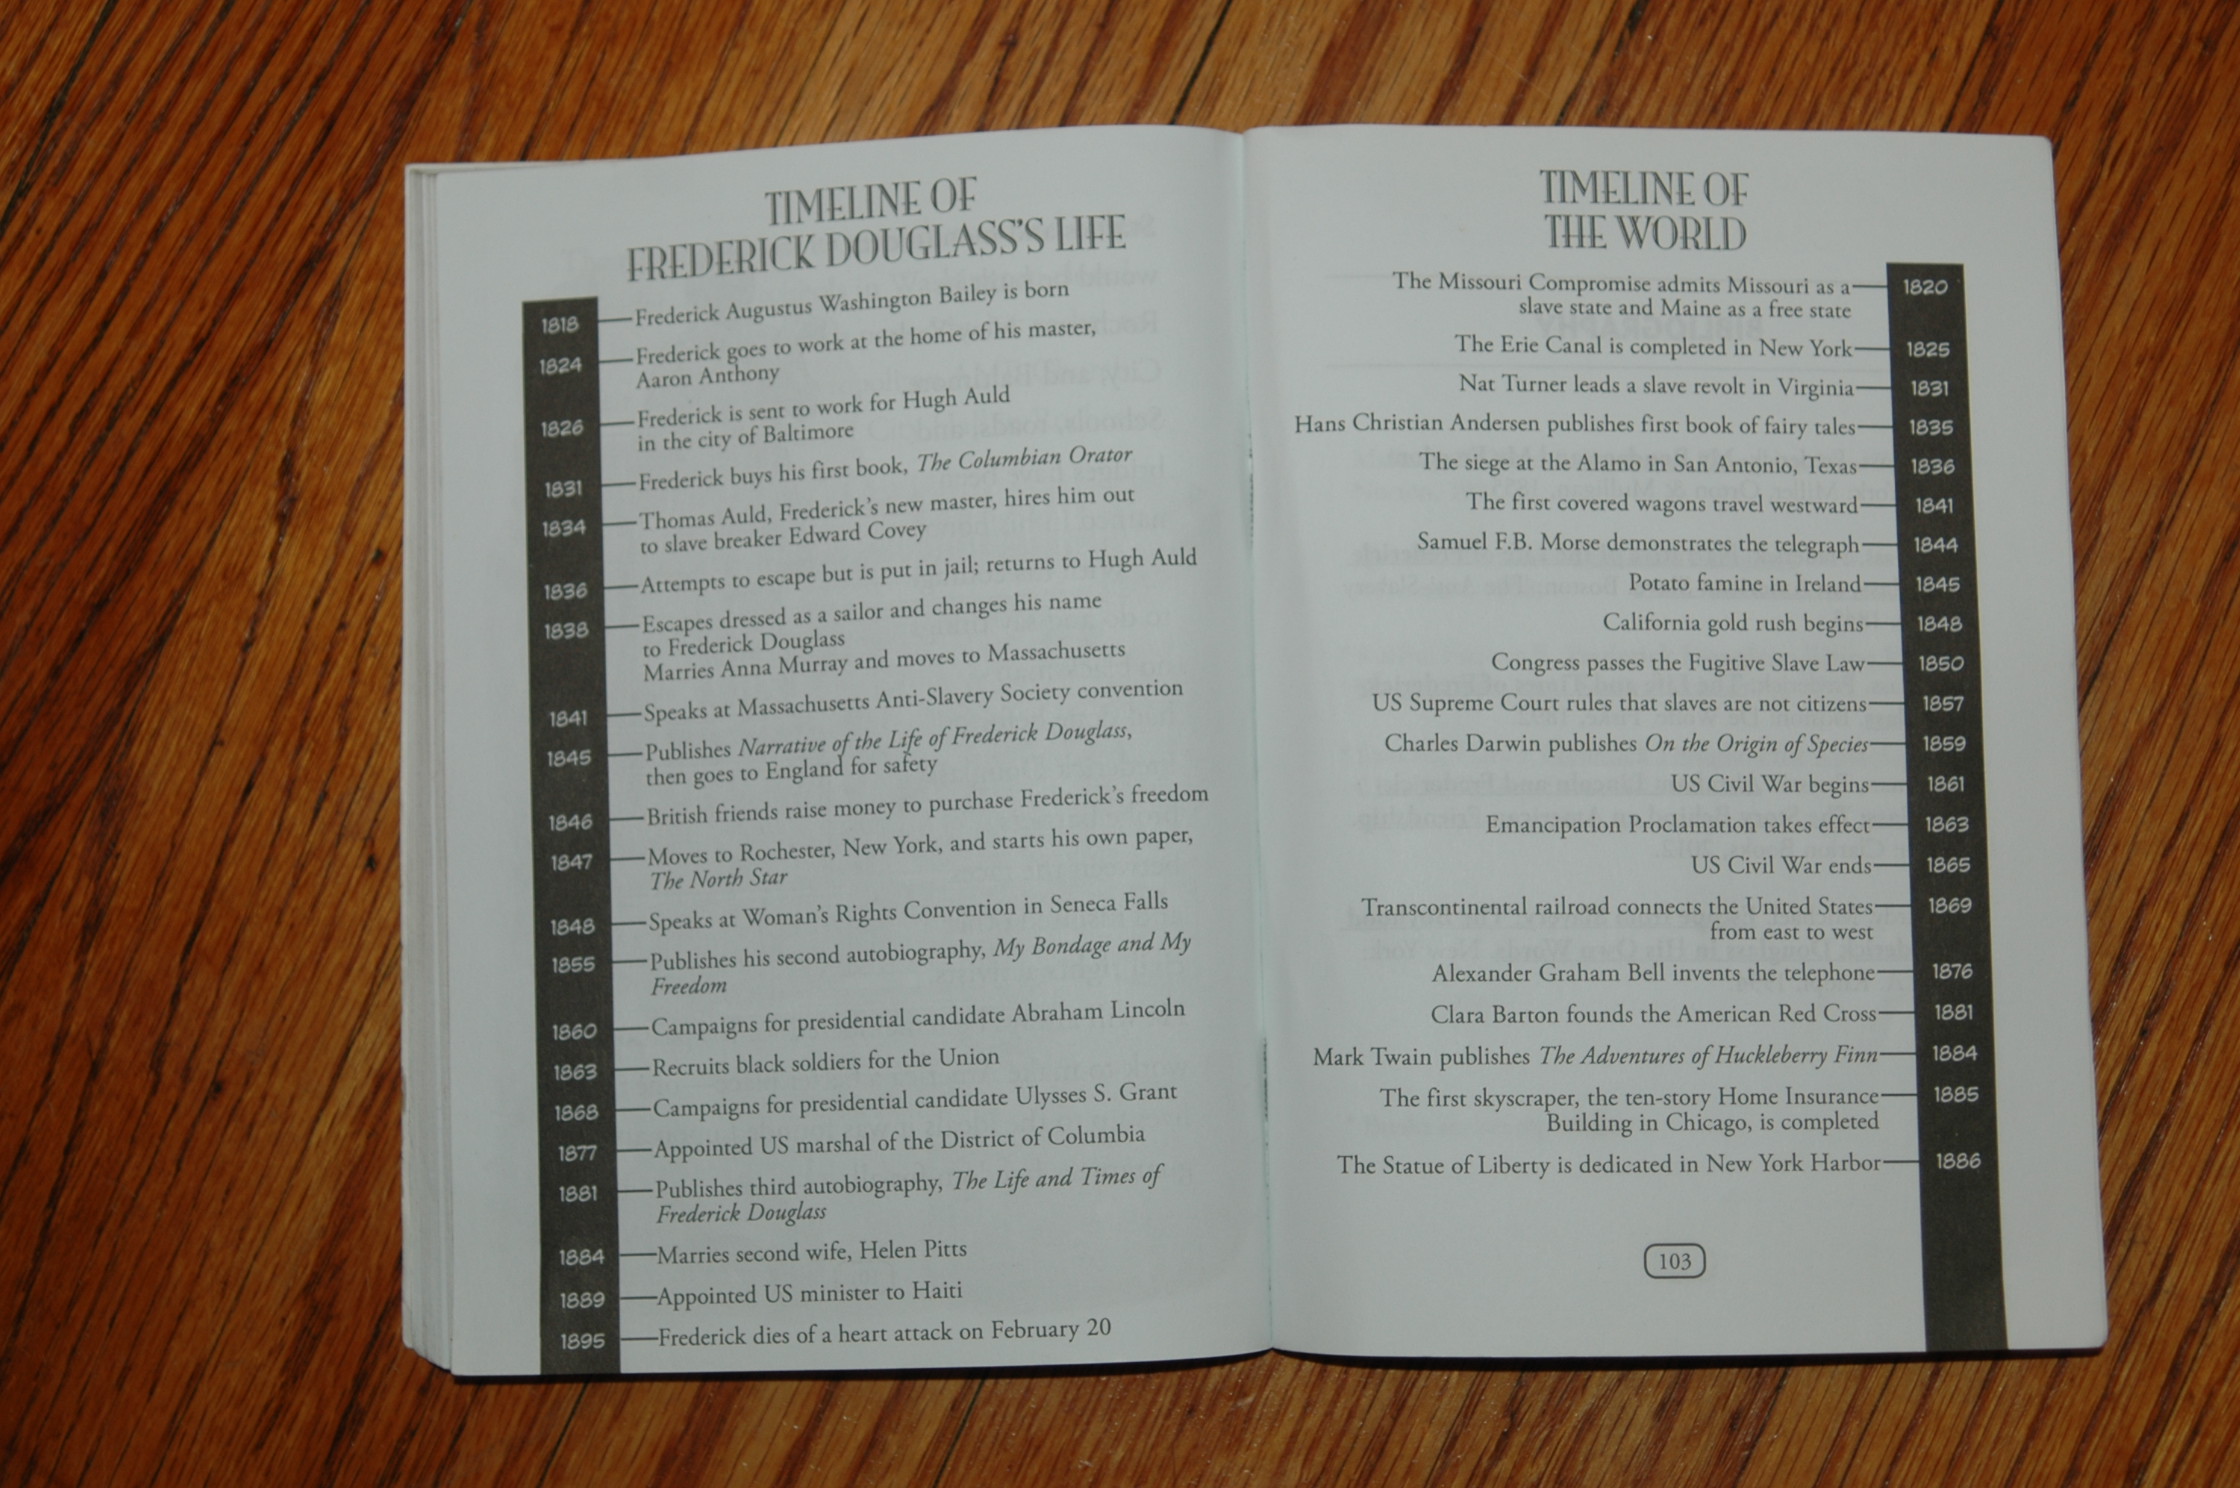 TIMELINE OF
FREDERICK DOUGLASS'S LIFE
1818 Frederick Augustus Washington Bailey is born
1824 Frederick goes to work at the home of his master,
Aaron Anthony
1826 Frederick is sent to work for Hugh Auld
in the city of Baltimore
1831 Frederick buys his first book, The Columbian Orator
1834 Thomas Auld, Frederick's new master, hires him out
to slave breaker Edward Covey
1836 Attempts to escape but is put in jail; returns to Hugh Auld
1838 Escapes dressed as a sailor and changes his name
to Frederick Douglass
Marries Anna Murray and moves to Massachusetts
1841 Speaks at Massachusetts Anti-Slavery Society convention
1845 Publishes Narrative of the Life of Frederick Douglass,
then goes to England for safety
1846 British friends raise money to purchase Frederick's freedom
1847 Moves to Rochester, New York, and starts his own paper,
The North Star
1848 Speaks at Woman's Rights Convention in Seneca Falls
1855 Publishes his second autobiography, My Bondage and My
Freedom
1860 Campaigns for presidential candidate Abraham Lincoln
1863 Recruits black soldiers for the Union
1868 Campaigns for presidential candidate Ulysses S. Grant
1877 Appointed US marshal of the District of Columbia
1881 Publishes third autobiography, The Life and Times of
Frederick Douglass
1884 Marries second wife, Helen Pitts
1889 Appointed US minister to Haiti
1895 Frederick dies of a heart attack on February 20
TIMELINE OF
THE WORLD
The Missouri Compromise admits Missouri as a 1820
slave state and Maine as a free state
The Erie Canal is completed in New York 1825
Nat Turner leads a slave revolt in Virginia 1831
Hans Christian Andersen publishes first book of fairy tales 1835
The siege at the Alamo in San Antonio, Texas 1836
The first covered wagons travel westward 1841
Samuel F.B. Morse demonstrates the telegraph 1844
Potato famine in Ireland 1845
California gold rush begins 1848
Congress passes the Fugitive Slave Law 1850
US Supreme Court rules that slaves are not citizens 1857
Charles Darwin publishes On the Origin of Species 1859
US Civil War begins 1861
Emancipation Proclamation takes effect 1863
US Civil War ends 1865
Transcontinental railroad connects the United States 1869
from east to west
Alexander Graham Bell invents the telephone 1876
Clara Barton founds the American Red Cross 1881
Mark Twain publishes The Adventures of Huckleberry Finn 1884
The first skyscraper, the ten-story Home Insurance 1885
Building in Chicago, is completed
The Statue of Liberty is dedicated in New York Harbor 1886
103